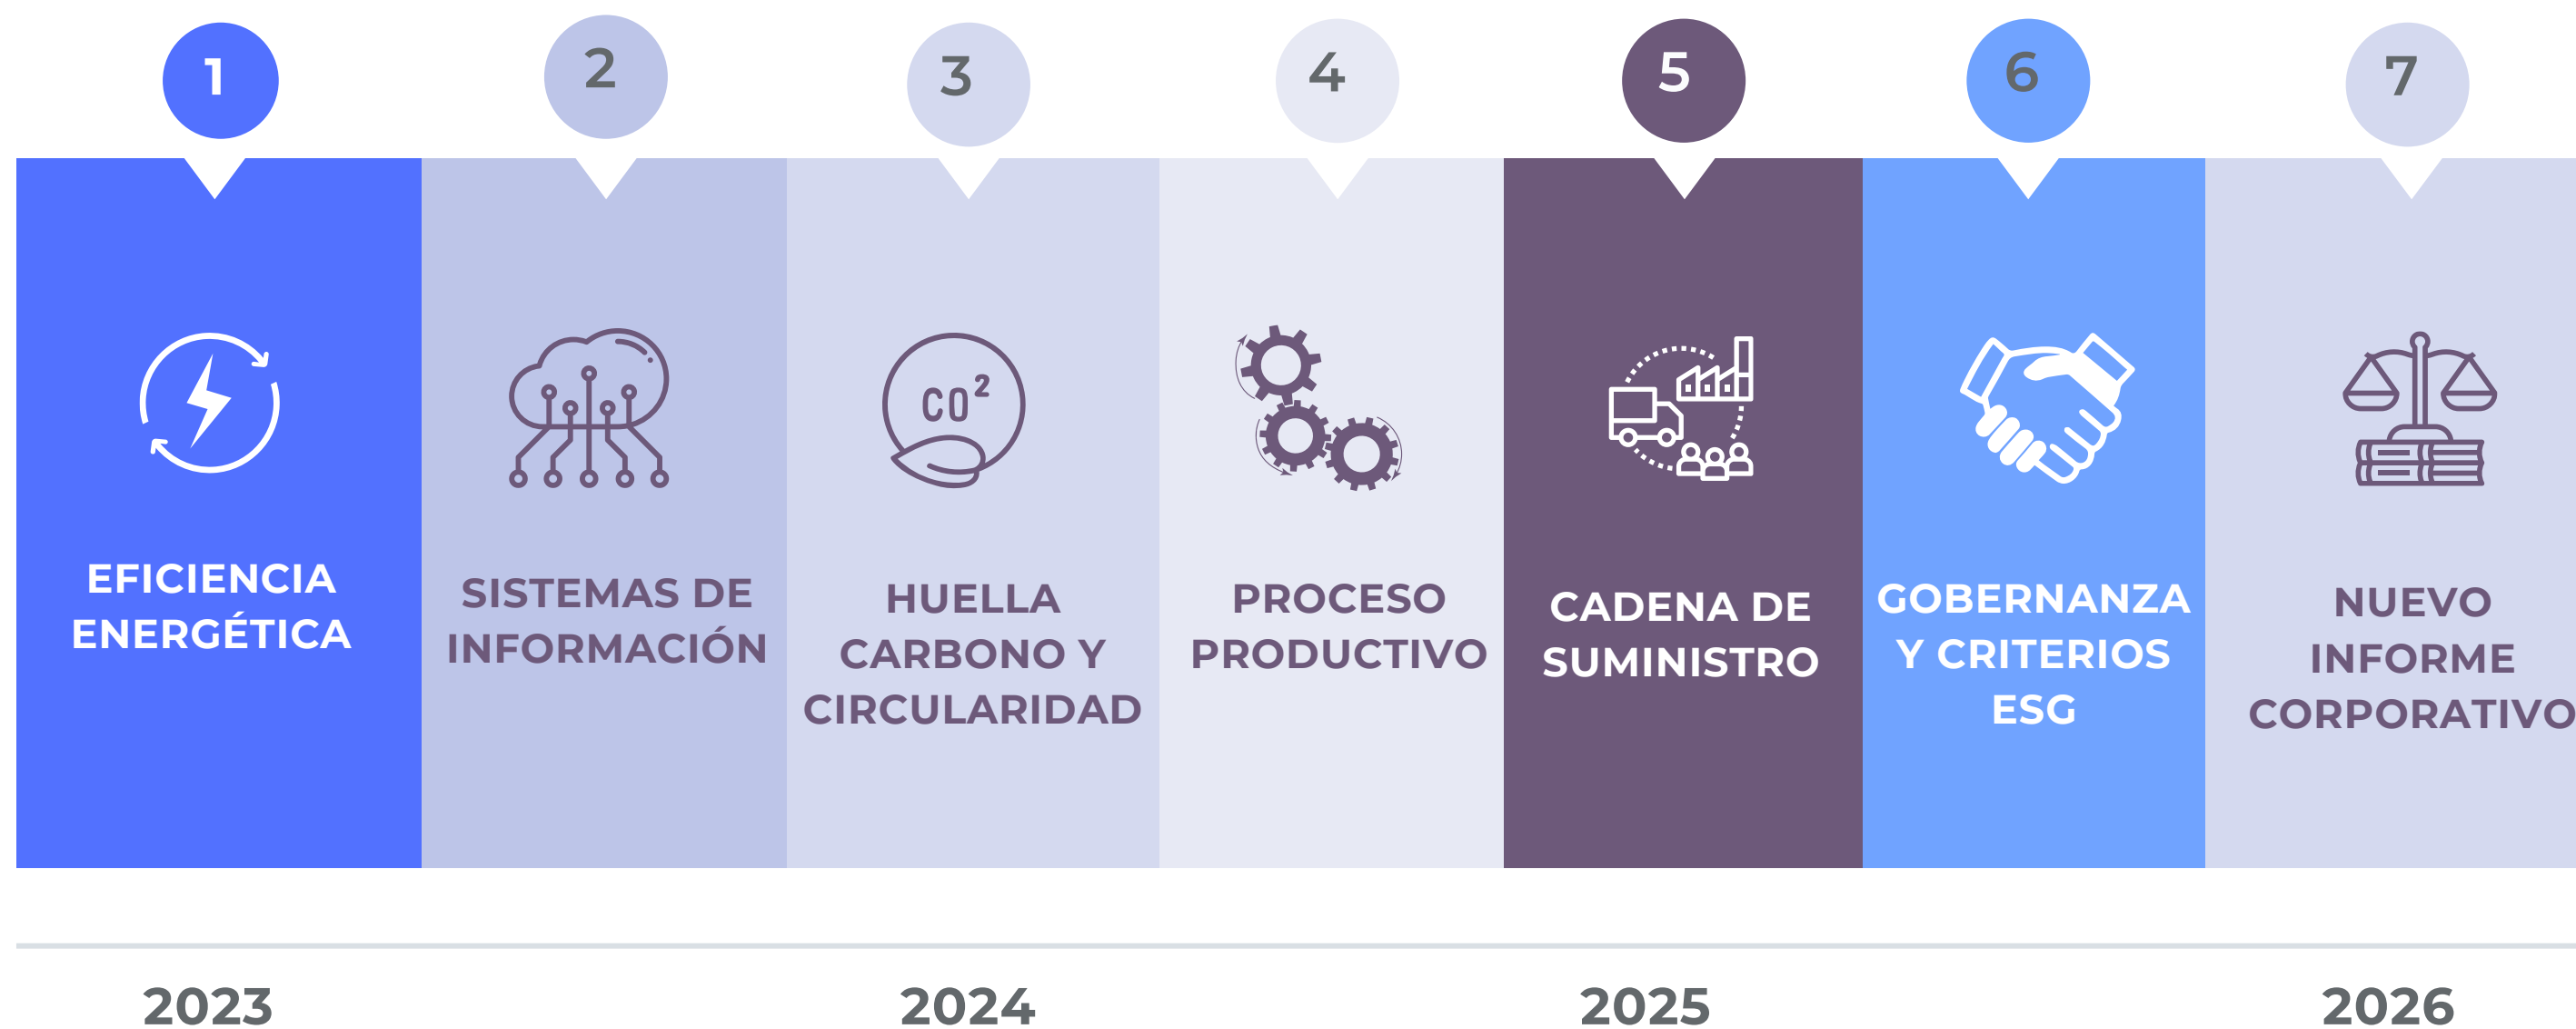 1
2
3
4
5
6
7
EFICIENCIA
ENERGÉTICA
SISTEMAS DE
INFORMACIÓN
CO²
HUELLA
CARBONO Y
CIRCULARIDAD
PROCESO
PRODUCTIVO
CADENA DE
SUMINISTRO
GOBERNANZA
Y CRITERIOS
ESG
NUEVO
INFORME
CORPORATIVO
2023
2024
2025
2026